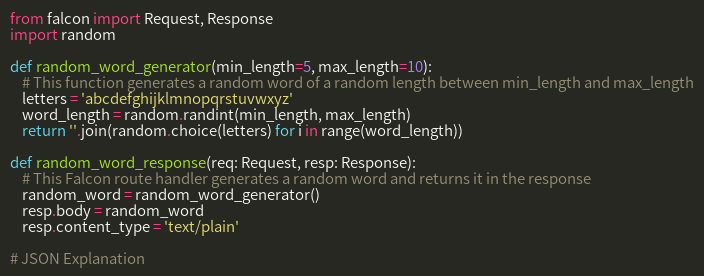 from falcon import Request, Response
import random

def random_word_generator(min_length=5, max_length=10):
    # This function generates a random word of a random length between min_length and max_length
    letters = 'abcdefghijklmnopqrstuvwxyz'
    word_length = random.randint(min_length, max_length)
    return ''.join(random.choice(letters) for i in range(word_length))

def random_word_response(req: Request, resp: Response):
    # This Falcon route handler generates a random word and returns it in the response
    random_word = random_word_generator()
    resp.body = random_word
    resp.content_type = 'text/plain'

# JSON Explanation